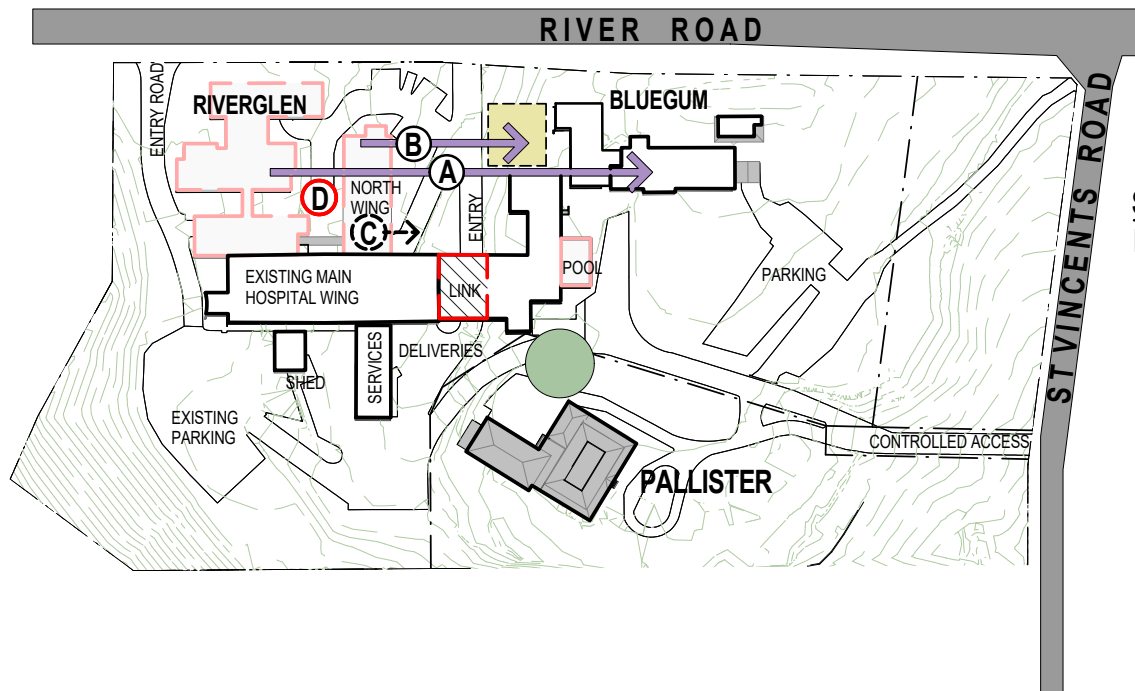 RIVER ROAD
ENTRY ROAD
RIVERGLEN
BLUEGUM
B
A
D
NORTH
WING
C
ENTRY
ST VINCENTS ROAD
EXISTING MAIN
HOSPITAL WING
LINK
POOL
PARKING
DELIVERIES
SERVICES
SHED
EXISTING
PARKING
CONTROLLED ACCESS
PALLISTER